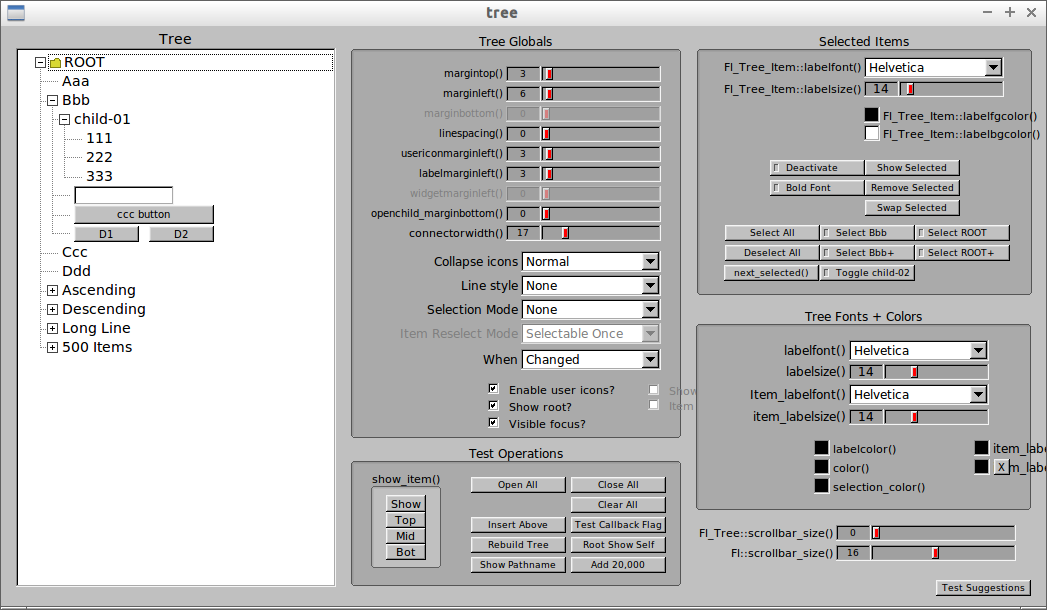 tree
Tree
ROOT
Aaa
Bbb
child-01
111
222
333
ccc button
D1 D2
Ccc
Ddd
Ascending
Descending
Long Line
500 Items
Tree Globals
margintop() 3
marginleft() 6
marginbottom() 0
linespacing() 0
usericonmarginleft() 3
labelmarginleft() 3
widgetmarginleft() 0
openchild_marginbottom() 0
connectorwidth() 17
Collapse icons Normal
Line style None
Selection Mode None
Item Reselect Mode Selectable Once
When Changed
Enable user icons? Show
Show root? Item
Visible focus?
Test Operations
show_item()
Show
Top
Mid
Bot
Open All Close All
Clear All
Insert Above Test Callback Flag
Rebuild Tree Root Show Self
Show Pathname Add 20,000
Selected Items
Fl_Tree_Item::labelfont() Helvetica
Fl_Tree_Item::labelsize() 14
Fl_Tree_Item::labelfgcolor()
Fl_Tree_Item::labelbgcolor()
Deactivate Show Selected
Bold Font Remove Selected
Swap Selected
Select All Select Bbb Select ROOT
Deselect All Select Bbb+ Select ROOT+
next_selected() Toggle child-02
Tree Fonts + Colors
labelfont() Helvetica
labelsize() 14
Item_labelfont() Helvetica
item_labelsize() 14
labelcolor() item_labe
color() X m_labe
selection_color()
Fl_Tree::scrollbar_size() 0
Fl::scrollbar_size() 16
Test Suggestions